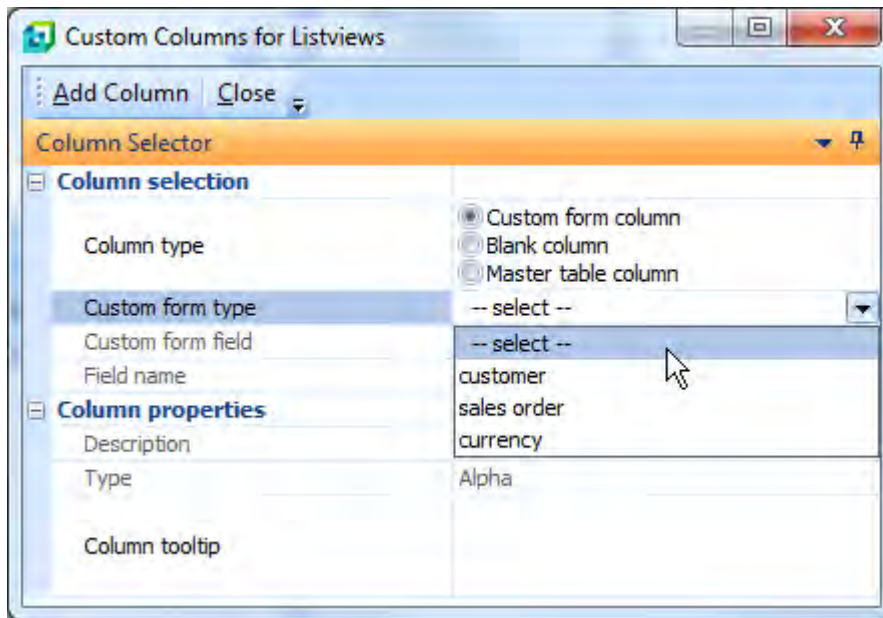 Custom Columns for Listviews
Add Column Close
Column Selector
Column selection
Column type
Custom form column
Blank column
Master table column
Custom form type -- select --
Custom form field -- select --
Field name customer
Column properties sales order
Description currency
Type Alpha
Column tooltip